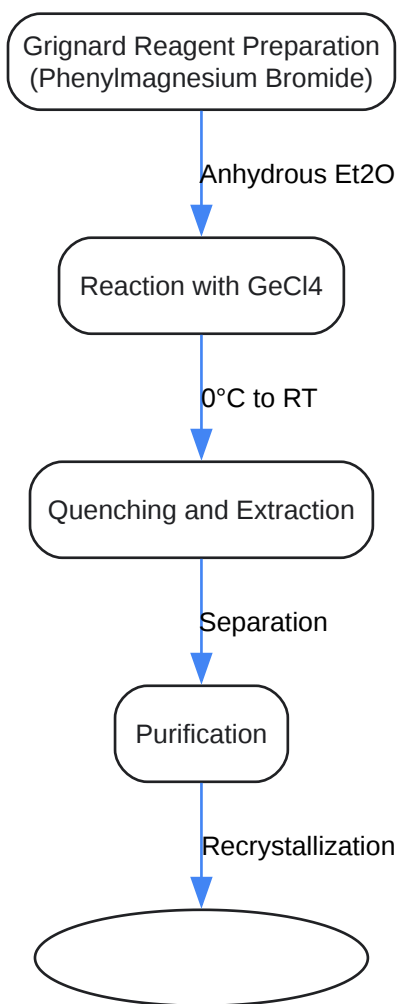 Grignard Reagent Preparation
(Phenylmagnesium Bromide)
Anhydrous Et2O
Reaction with GeCl4
0°C to RT
Quenching and Extraction
Separation
Purification
Recrystallization